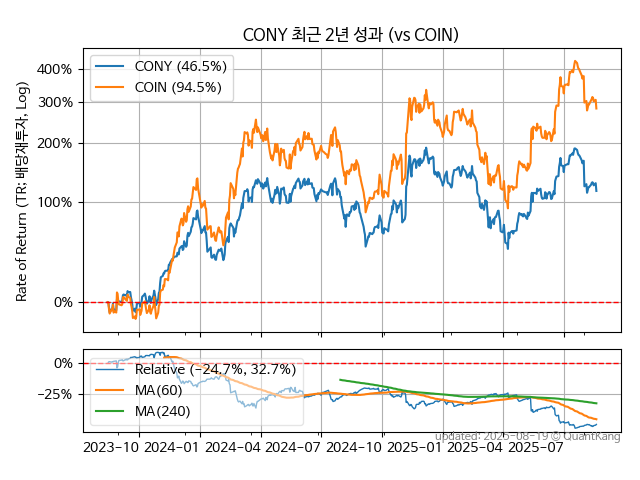 CONY 최근 2년 성과 (vs COIN)
Rate of Return (TR: 배당재투자, Log)
400%
300%
200%
100%
0%
CONY (46.5%)
COIN (94.5%)
0%
−25%
Relative (−24.7%, 32.7%)
MA(60)
MA(240)
updated: 2025-08-19 © QuantKang
2023-10 2024-01 2024-04 2024-07 2024-10 2025-01 2025-04 2025-07